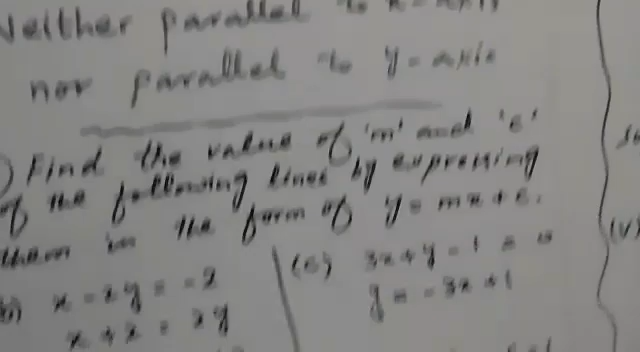 Neither parallel to x-axis
nor parallel to y-axis
) Find the value of 'm' and 'c'
of the following lines by expressing
them in the form of y = mx + c.
b) x - 2y = -2
x + 2 = 2y
(c) 3x + y - 1 = 0
y = -3x + 1
(V)